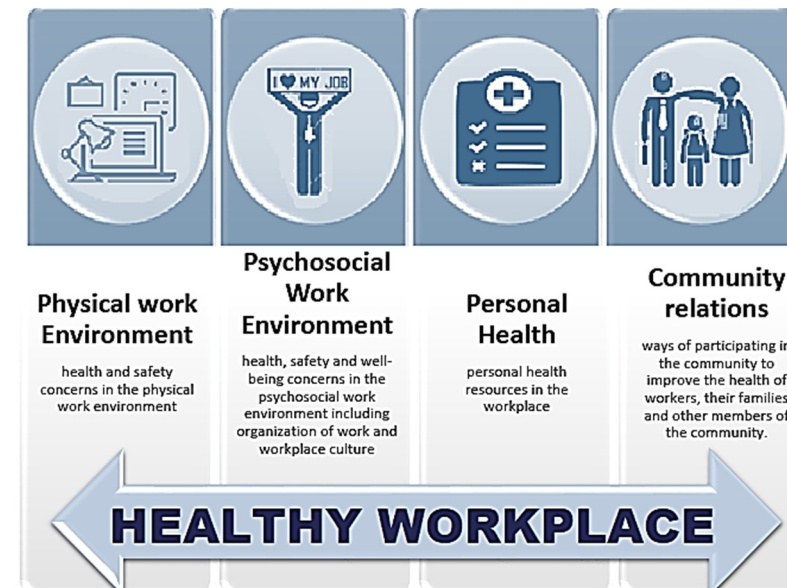 I ♥ MY JOB
Physical work
Environment
health and safety
concerns in the physical
work environment
Psychosocial
Work
Environment
health, safety and well-
being concerns in the
psychosocial work
environment including
organization of work and
workplace culture
Personal
Health
personal health
resources in the
workplace
Community
relations
ways of participating in
the community to
improve the health of
workers, their families
and other members of
the community.
HEALTHY WORKPLACE